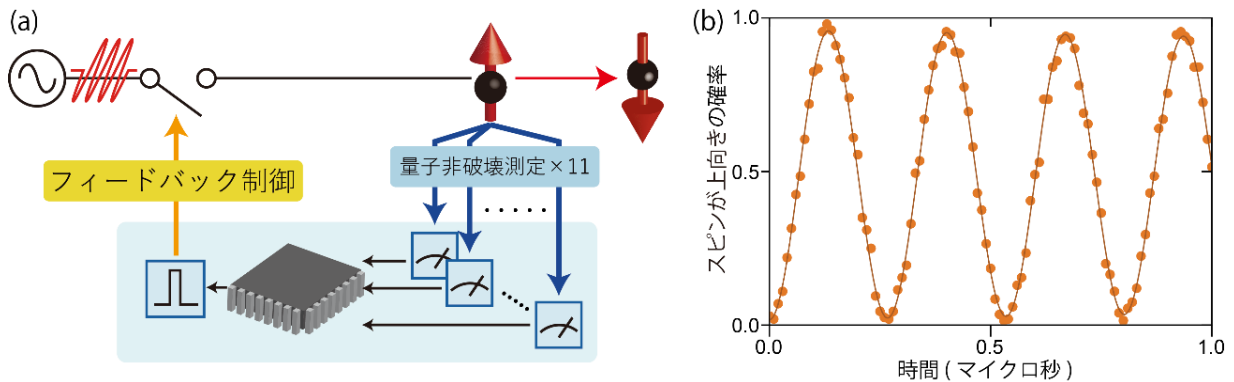 (a)
フィードバック制御
量子非破壊測定×11
(b)
スピンが上向きの確率
1.0
0.5
0.0
0.0
0.5
1.0
時間 ( マイクロ秒 )